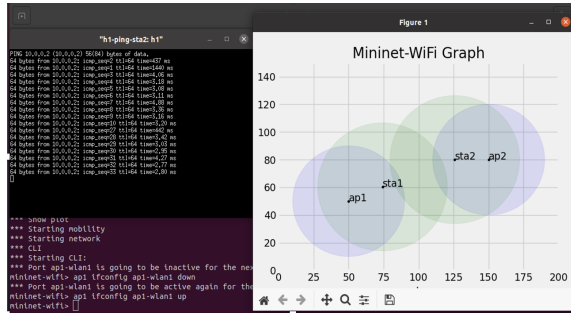 "h1-ping-sta2: h1"
PING 10.0.0.2 (10.0.0.2) 56(84) bytes of data.
64 bytes from 10.0.0.2: icmp_seq=2 ttl=64 time=437 ms
64 bytes from 10.0.0.2: icmp_seq=1 ttl=64 time=1440 ms
64 bytes from 10.0.0.2: icmp_seq=3 ttl=64 time=4.06 ms
64 bytes from 10.0.0.2: icmp_seq=4 ttl=64 time=3.18 ms
64 bytes from 10.0.0.2: icmp_seq=5 ttl=64 time=3.08 ms
64 bytes from 10.0.0.2: icmp_seq=6 ttl=64 time=3.11 ms
64 bytes from 10.0.0.2: icmp_seq=7 ttl=64 time=4.88 ms
64 bytes from 10.0.0.2: icmp_seq=8 ttl=64 time=3.36 ms
64 bytes from 10.0.0.2: icmp_seq=9 ttl=64 time=3.16 ms
64 bytes from 10.0.0.2: icmp_seq=10 ttl=64 time=3.20 ms
64 bytes from 10.0.0.2: icmp_seq=27 ttl=64 time=442 ms
64 bytes from 10.0.0.2: icmp_seq=28 ttl=64 time=3.42 ms
64 bytes from 10.0.0.2: icmp_seq=29 ttl=64 time=3.03 ms
64 bytes from 10.0.0.2: icmp_seq=30 ttl=64 time=2.95 ms
64 bytes from 10.0.0.2: icmp_seq=31 ttl=64 time=4.27 ms
64 bytes from 10.0.0.2: icmp_seq=32 ttl=64 time=2.77 ms
64 bytes from 10.0.0.2: icmp_seq=33 ttl=64 time=2.80 ms
*** Show plot
*** Starting mobility
*** Starting network
*** CLI
*** Starting CLI:
*** Port ap1-wlan1 is going to be inactive for the nex
mininet-wifi> ap1 ifconfig ap1-wlan1 down
*** Port ap1-wlan1 is going to be active again for the
mininet-wifi> ap1 ifconfig ap1-wlan1 up
mininet-wifi>
Figure 1
Mininet-WiFi Graph
140
120
100
80
60
40
20
0
sta2 ap2
sta1
ap1
0 25 50 75 100 125 150 175 200